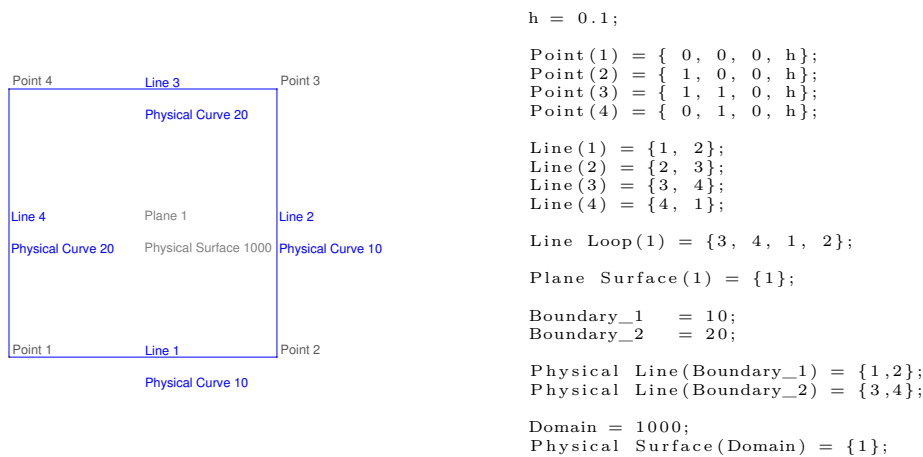 Point 4
Line 3
Point 3
Physical Curve 20
Line 4
Plane 1
Line 2
Physical Curve 20
Physical Surface 1000
Physical Curve 10
Point 1
Line 1
Point 2
Physical Curve 10
h = 0.1;
Point(1) = { 0, 0, 0, h};
Point(2) = { 1, 0, 0, h};
Point(3) = { 1, 1, 0, h};
Point(4) = { 0, 1, 0, h};
Line(1) = {1, 2};
Line(2) = {2, 3};
Line(3) = {3, 4};
Line(4) = {4, 1};
Line Loop(1) = {3, 4, 1, 2};
Plane Surface(1) = {1};
Boundary_1 = 10;
Boundary_2 = 20;
Physical Line(Boundary_1) = {1,2};
Physical Line(Boundary_2) = {3,4};
Domain = 1000;
Physical Surface(Domain) = {1};